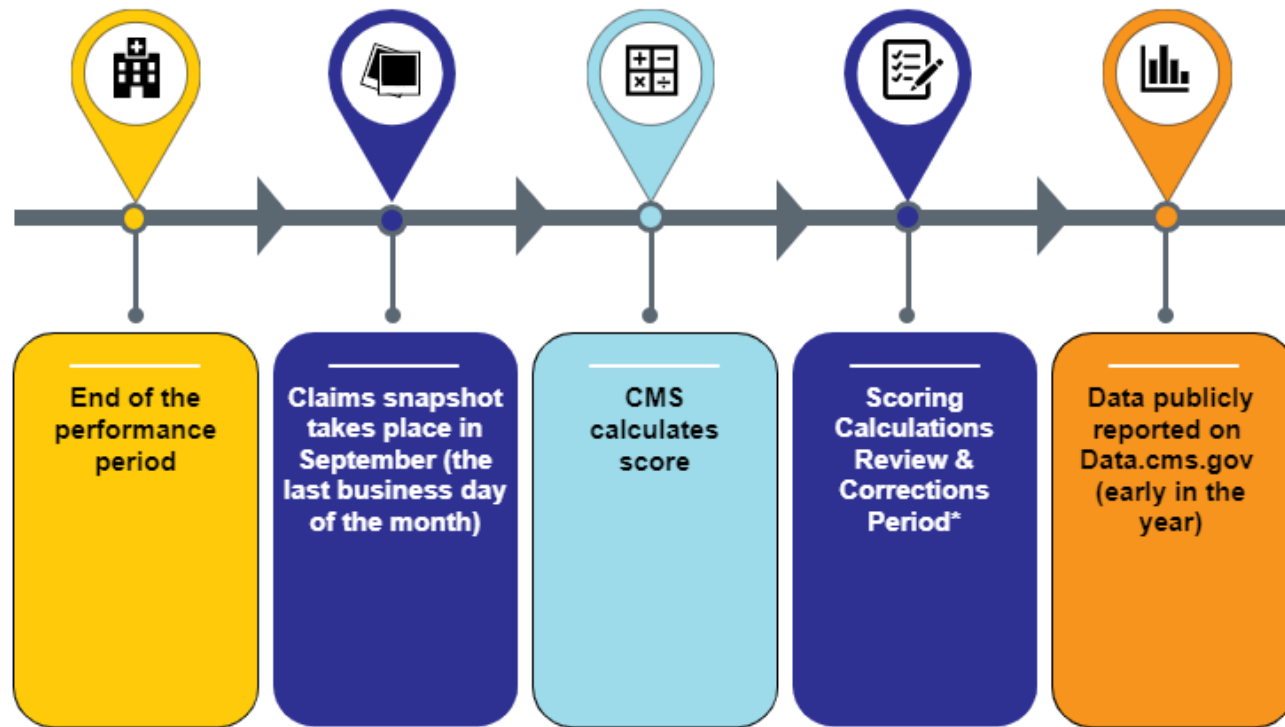 End of the
performance
period
Claims snapshot
takes place in
September (the
last business day
of the month)
CMS
calculates
score
Scoring
Calculations
Review &
Corrections
Period*
Data publicly
reported on
Data.cms.gov
(early in the
year)